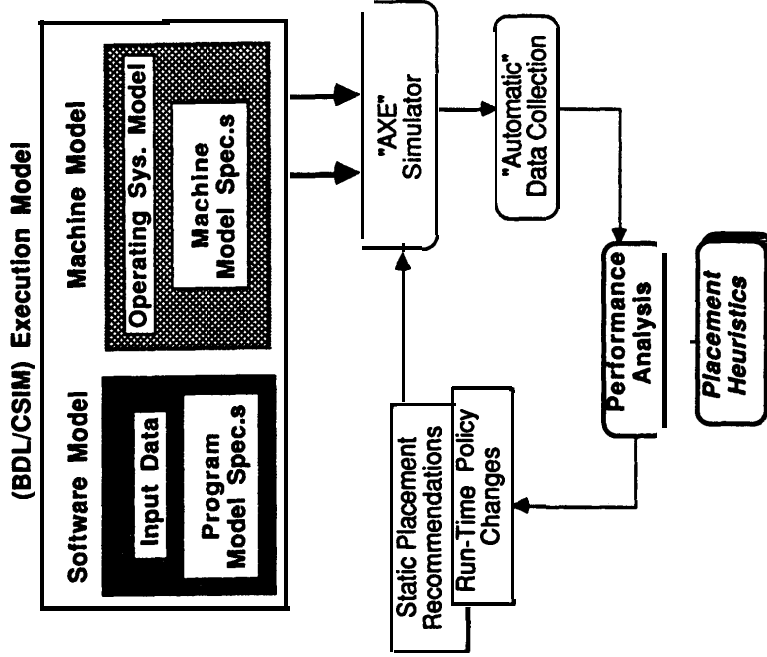 (BDL/CSIM) Execution Model
Software Model
Machine Model
Input Data
Program
Model Spec.s
Operating Sys. Model
Machine
Model Spec.s
"AXE"
Simulator
"Automatic"
Data Collection
Static Placement
Recommendations
Run-Time Policy
Changes
Performance
Analysis
Placement
Heuristics